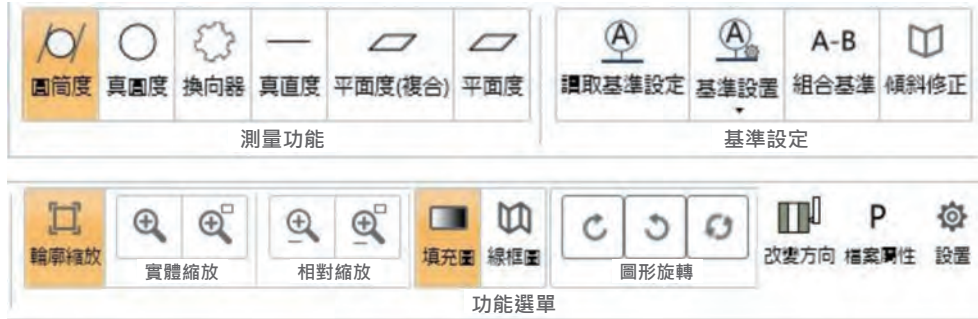 A A A-B
圓筒度 真圓度 換向器 真直度 平面度(複合) 平面度 讀取基準設定 基準設置 組合基準 傾斜修正
測量功能 基準設定
P
輪廓縮放 填充圖 線框圖 改變方向 檔案屬性 設置
實體縮放 相對縮放 圖形旋轉
功能選單